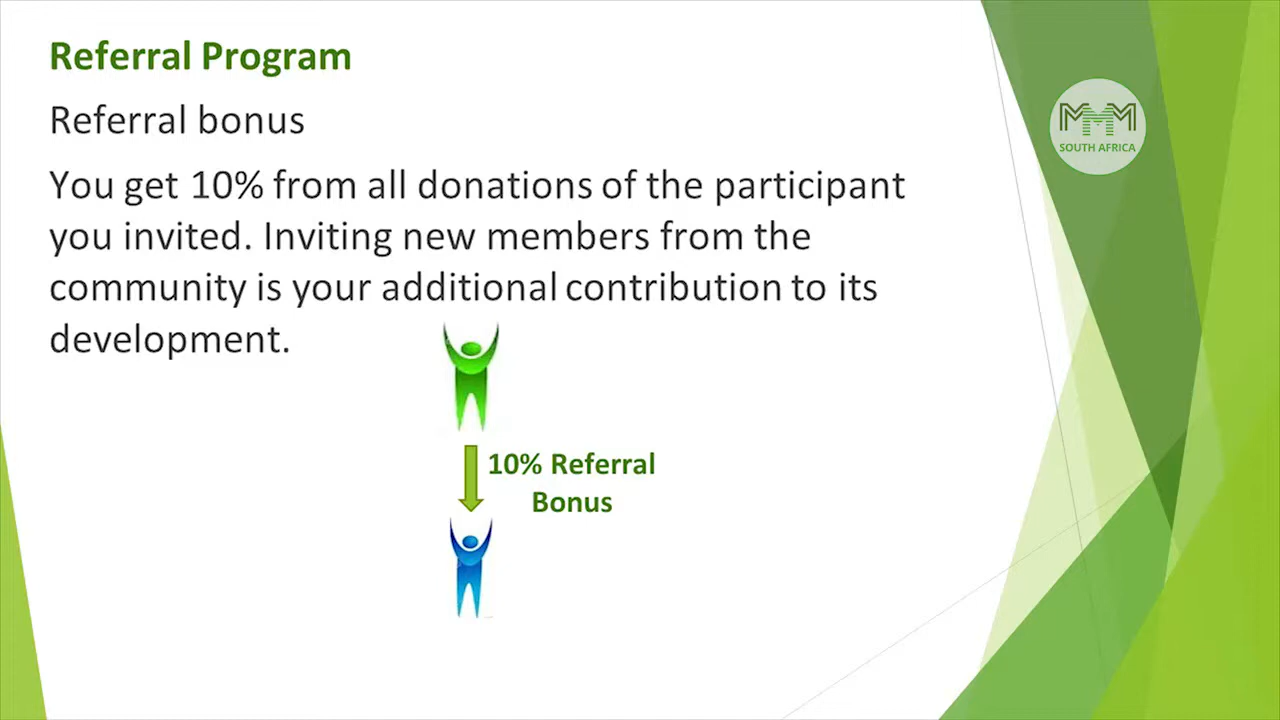 Referral Program
Referral bonus
You get 10% from all donations of the participant
you invited. Inviting new members from the
community is your additional contribution to its
development.
MMM
SOUTH AFRICA
10% Referral
Bonus